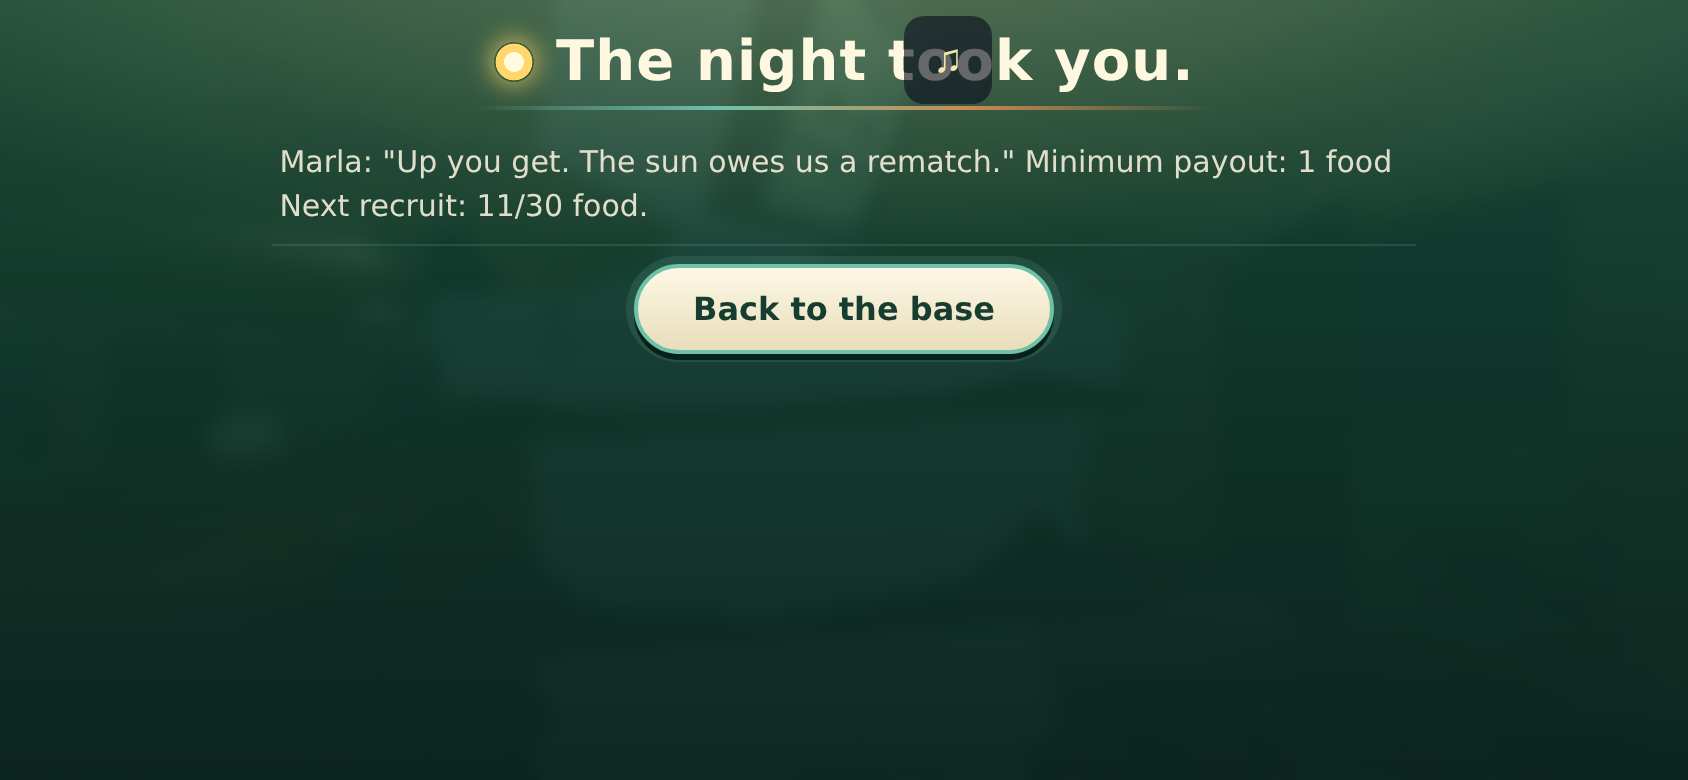 The night took you.
♫
Marla: "Up you get. The sun owes us a rematch." Minimum payout: 1 food
Next recruit: 11/30 food.
Back to the base